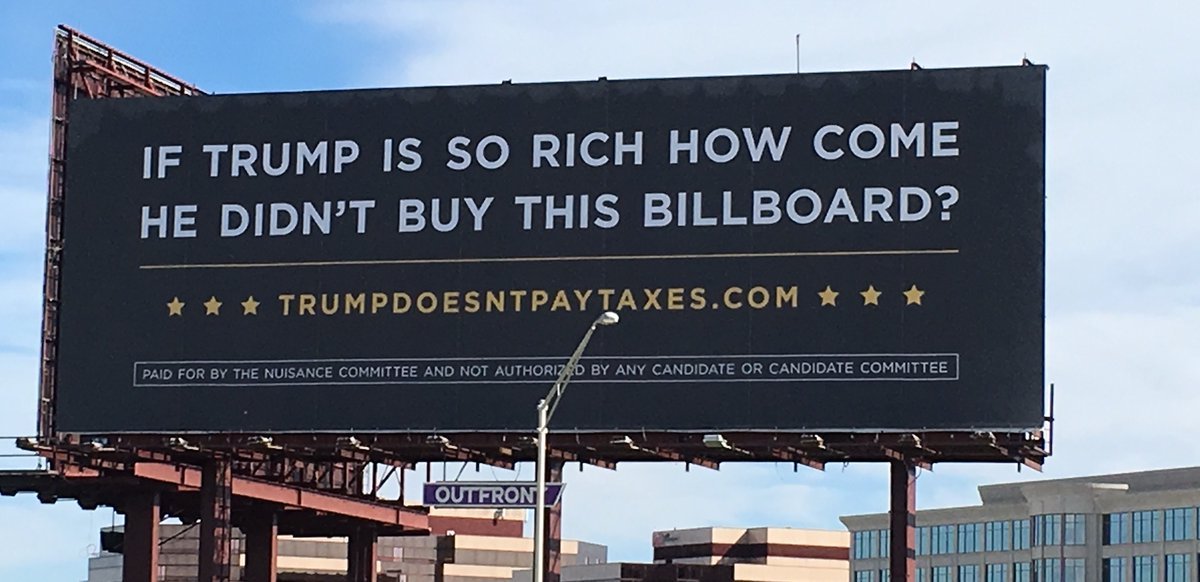 IF TRUMP IS SO RICH HOW COME
HE DIDN'T BUY THIS BILLBOARD?
★ ★ ★ TRUMPDOESNTPAYTAXES.COM ★ ★ ★
PAID FOR BY THE NUISANCE COMMITTEE AND NOT AUTHORIZED BY ANY CANDIDATE OR CANDIDATE COMMITTEE
OUTFRONT